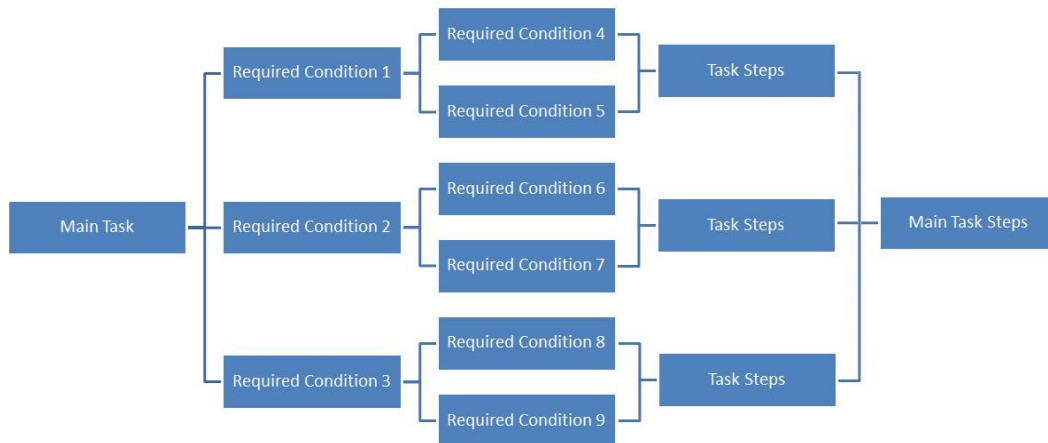 Main Task
Required Condition 1
Required Condition 2
Required Condition 3
Required Condition 4
Required Condition 5
Required Condition 6
Required Condition 7
Required Condition 8
Required Condition 9
Task Steps
Task Steps
Task Steps
Main Task Steps